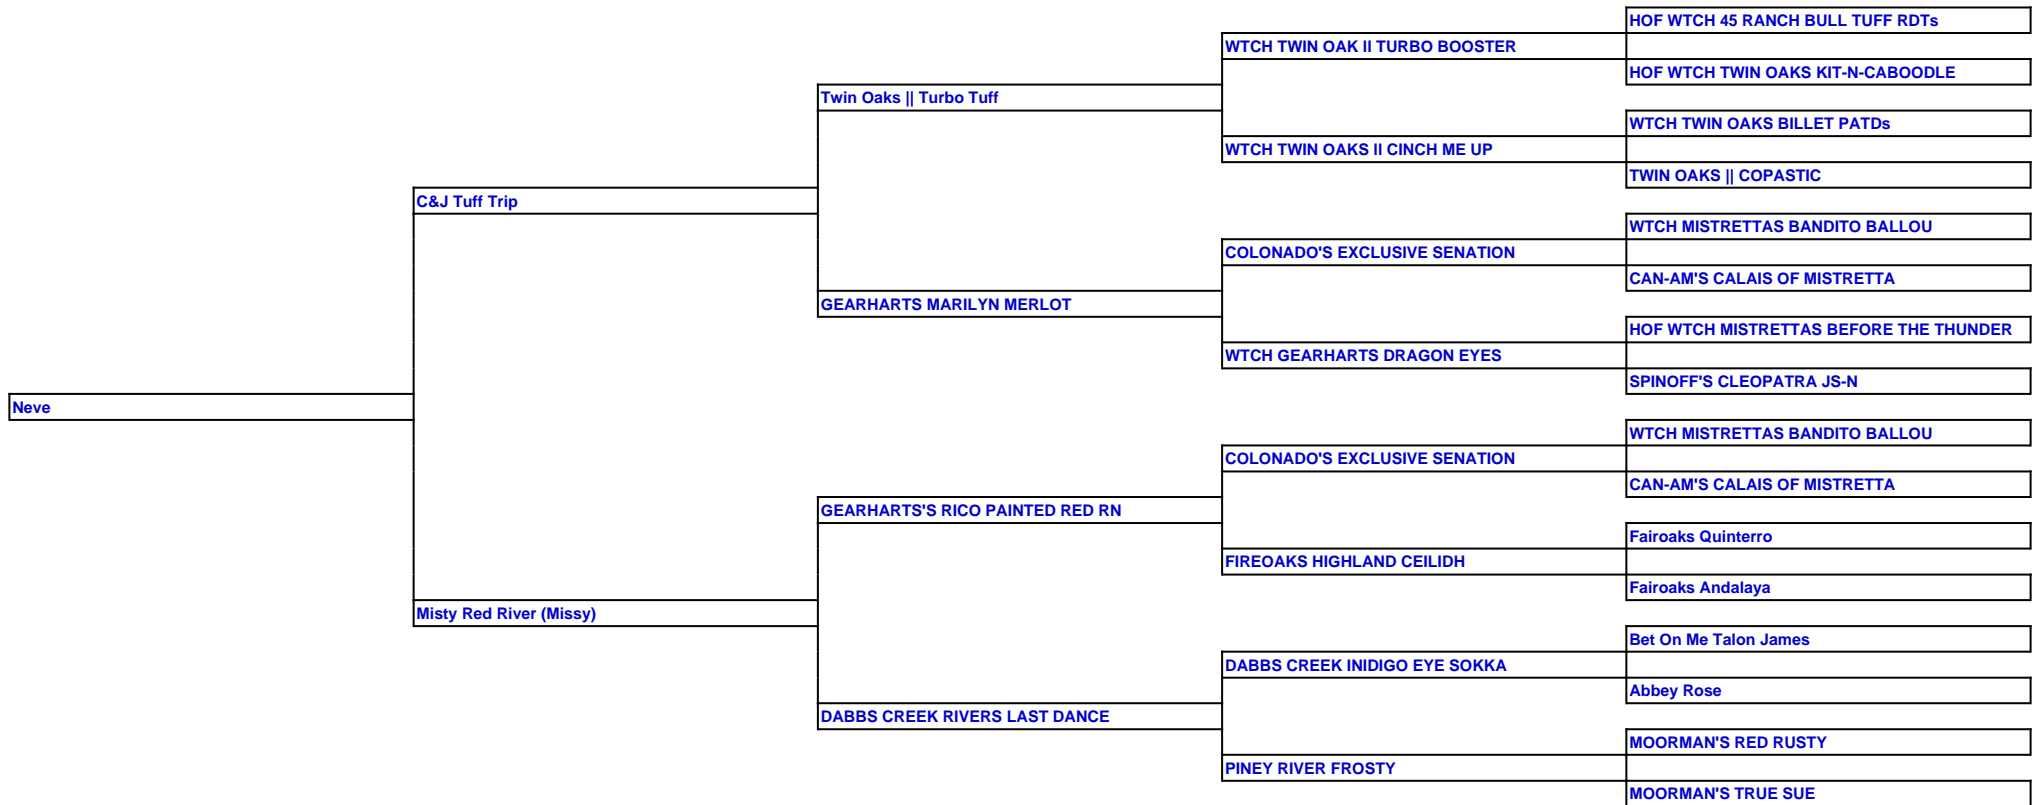 HOF WTCH 45 RANCH BULL TUFF RDTs
WTCH TWIN OAK II TURBO BOOSTER
HOF WTCH TWIN OAKS KIT-N-CABOODLE
Twin Oaks || Turbo Tuff
WTCH TWIN OAKS BILLET PATDs
WTCH TWIN OAKS II CINCH ME UP
TWIN OAKS || COPASTIC
C&J Tuff Trip
WTCH MISTRETTAS BANDITO BALLOU
COLONADO'S EXCLUSIVE SENATION
CAN-AM'S CALAIS OF MISTRETTA
GEARHARTS MARILYN MERLOT
HOF WTCH MISTRETTAS BEFORE THE THUNDER
WTCH GEARHARTS DRAGON EYES
SPINOFF'S CLEOPATRA JS-N
Neve
WTCH MISTRETTAS BANDITO BALLOU
COLONADO'S EXCLUSIVE SENATION
CAN-AM'S CALAIS OF MISTRETTA
GEARHARTS'S RICO PAINTED RED RN
Fairoaks Quinterro
FIREOAKS HIGHLAND CEILIDH
Fairoaks Andalaya
Misty Red River (Missy)
Bet On Me Talon James
DABBS CREEK INIDIGO EYE SOKKA
Abbey Rose
DABBS CREEK RIVERS LAST DANCE
MOORMAN'S RED RUSTY
PINEY RIVER FROSTY
MOORMAN'S TRUE SUE